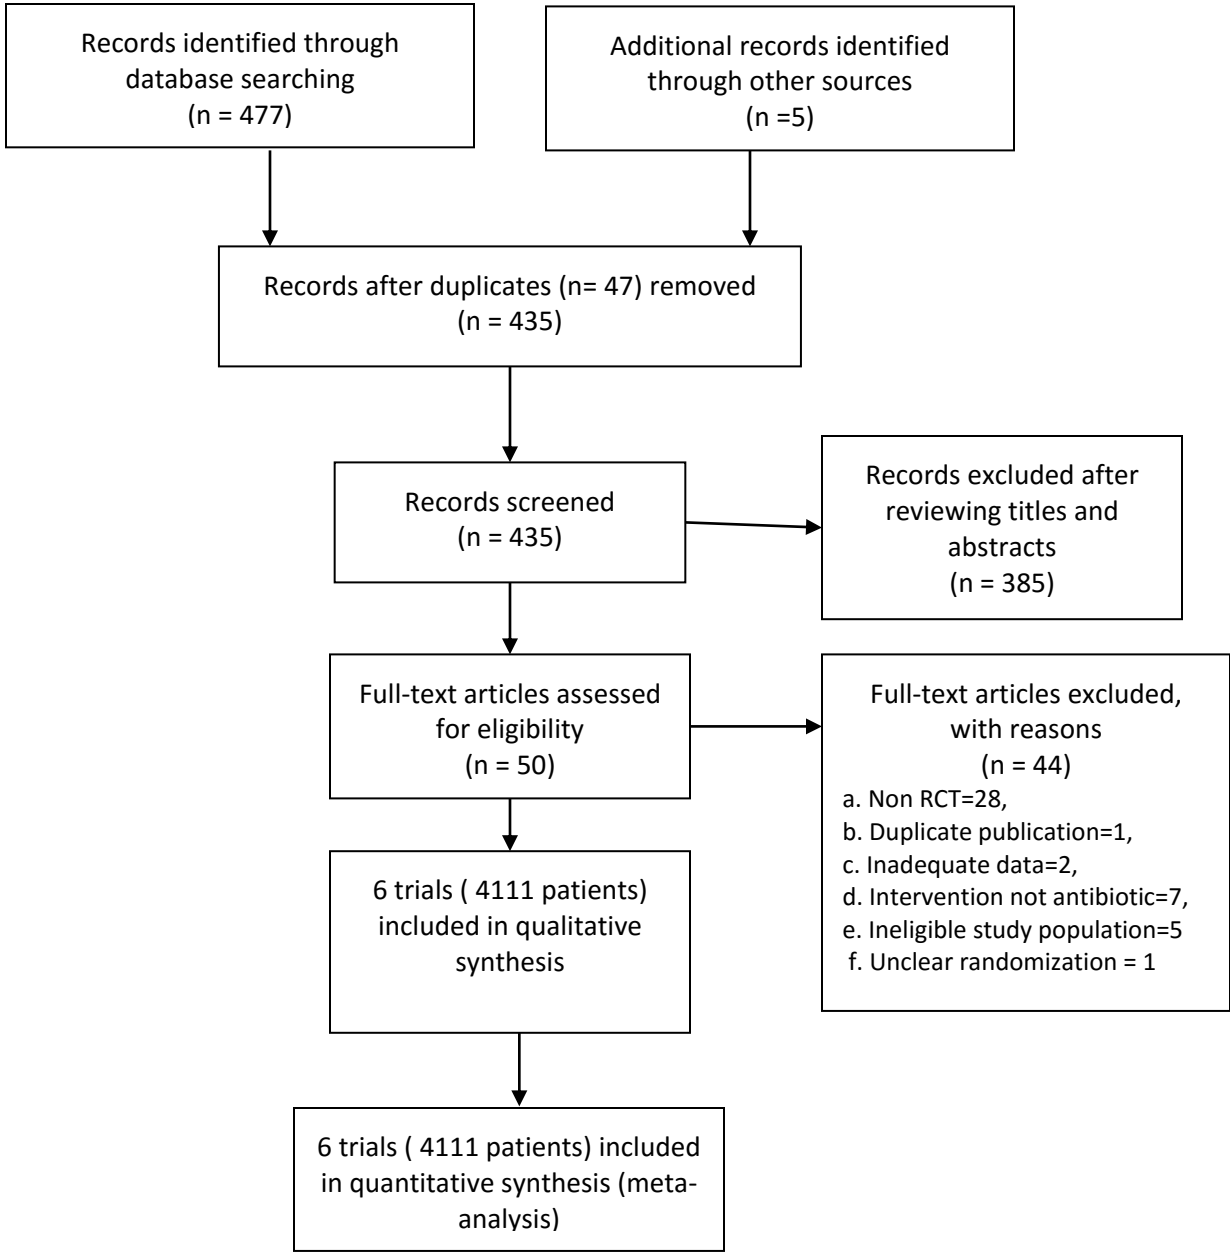 Records identified through
database searching
(n = 477)
Additional records identified
through other sources
(n =5)
Records after duplicates (n= 47) removed
(n = 435)
Records screened
(n = 435)
Records excluded after
reviewing titles and
abstracts
(n = 385)
Full-text articles assessed
for eligibility
(n = 50)
Full-text articles excluded,
with reasons
(n = 44)
a. Non RCT=28,
b. Duplicate publication=1,
c. Inadequate data=2,
d. Intervention not antibiotic=7,
e. Ineligible study population=5
f. Unclear randomization = 1
6 trials ( 4111 patients)
included in qualitative
synthesis
6 trials ( 4111 patients) included
in quantitative synthesis (meta-
analysis)